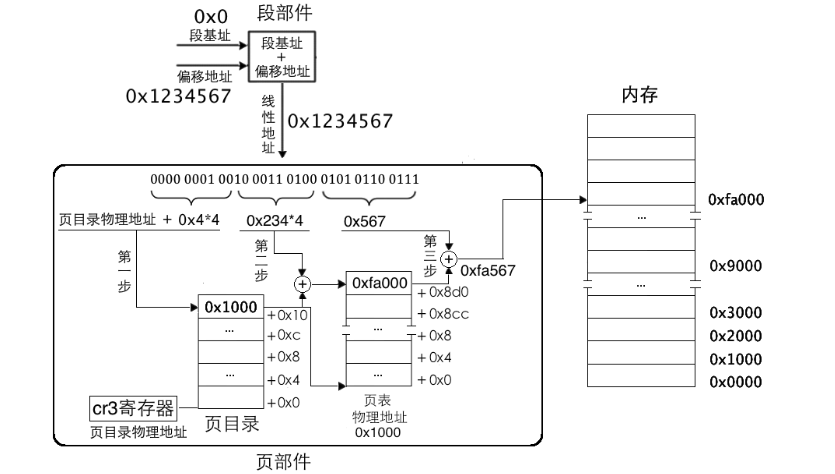 段部件
0x0
段基址
段基址
+
偏移地址
偏移地址
0x1234567
线性地址
0x1234567
内存
0000 0001 0010 0011 0100 0101 0110 0111
页目录物理地址 + 0x4*4
0x234*4
0x567
第一步
第二步
第三步
+
+
0xfa567
0x1000
...
...
+0x10
+0xc
+0x8
+0x4
+0x0
0xfa000
...
...
+0x8d0
+0x8cc
+0x8
+0x4
+0x0
cr3寄存器
页目录物理地址
页目录
页表
物理地址
0x1000
页部件
...
...
0xfa000
0x9000
0x3000
0x2000
0x1000
0x0000